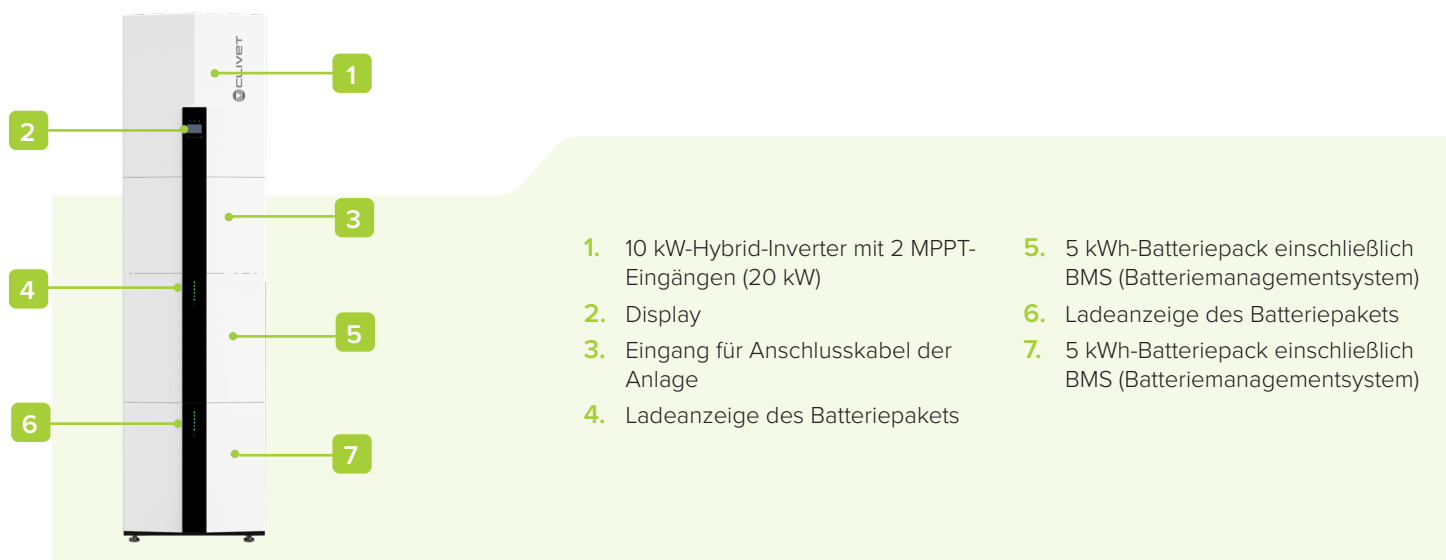 CLIVET
1
2
3
4
5
6
7
1. 10 kW-Hybrid-Inverter mit 2 MPPT-
Eingängen (20 kW)
2. Display
3. Eingang für Anschlusskabel der
Anlage
4. Ladeanzeige des Batteriepakets
5. 5 kWh-Batteriepack einschließlich
BMS (Batteriemanagementsystem)
6. Ladeanzeige des Batteriepakets
7. 5 kWh-Batteriepack einschließlich
BMS (Batteriemanagementsystem)